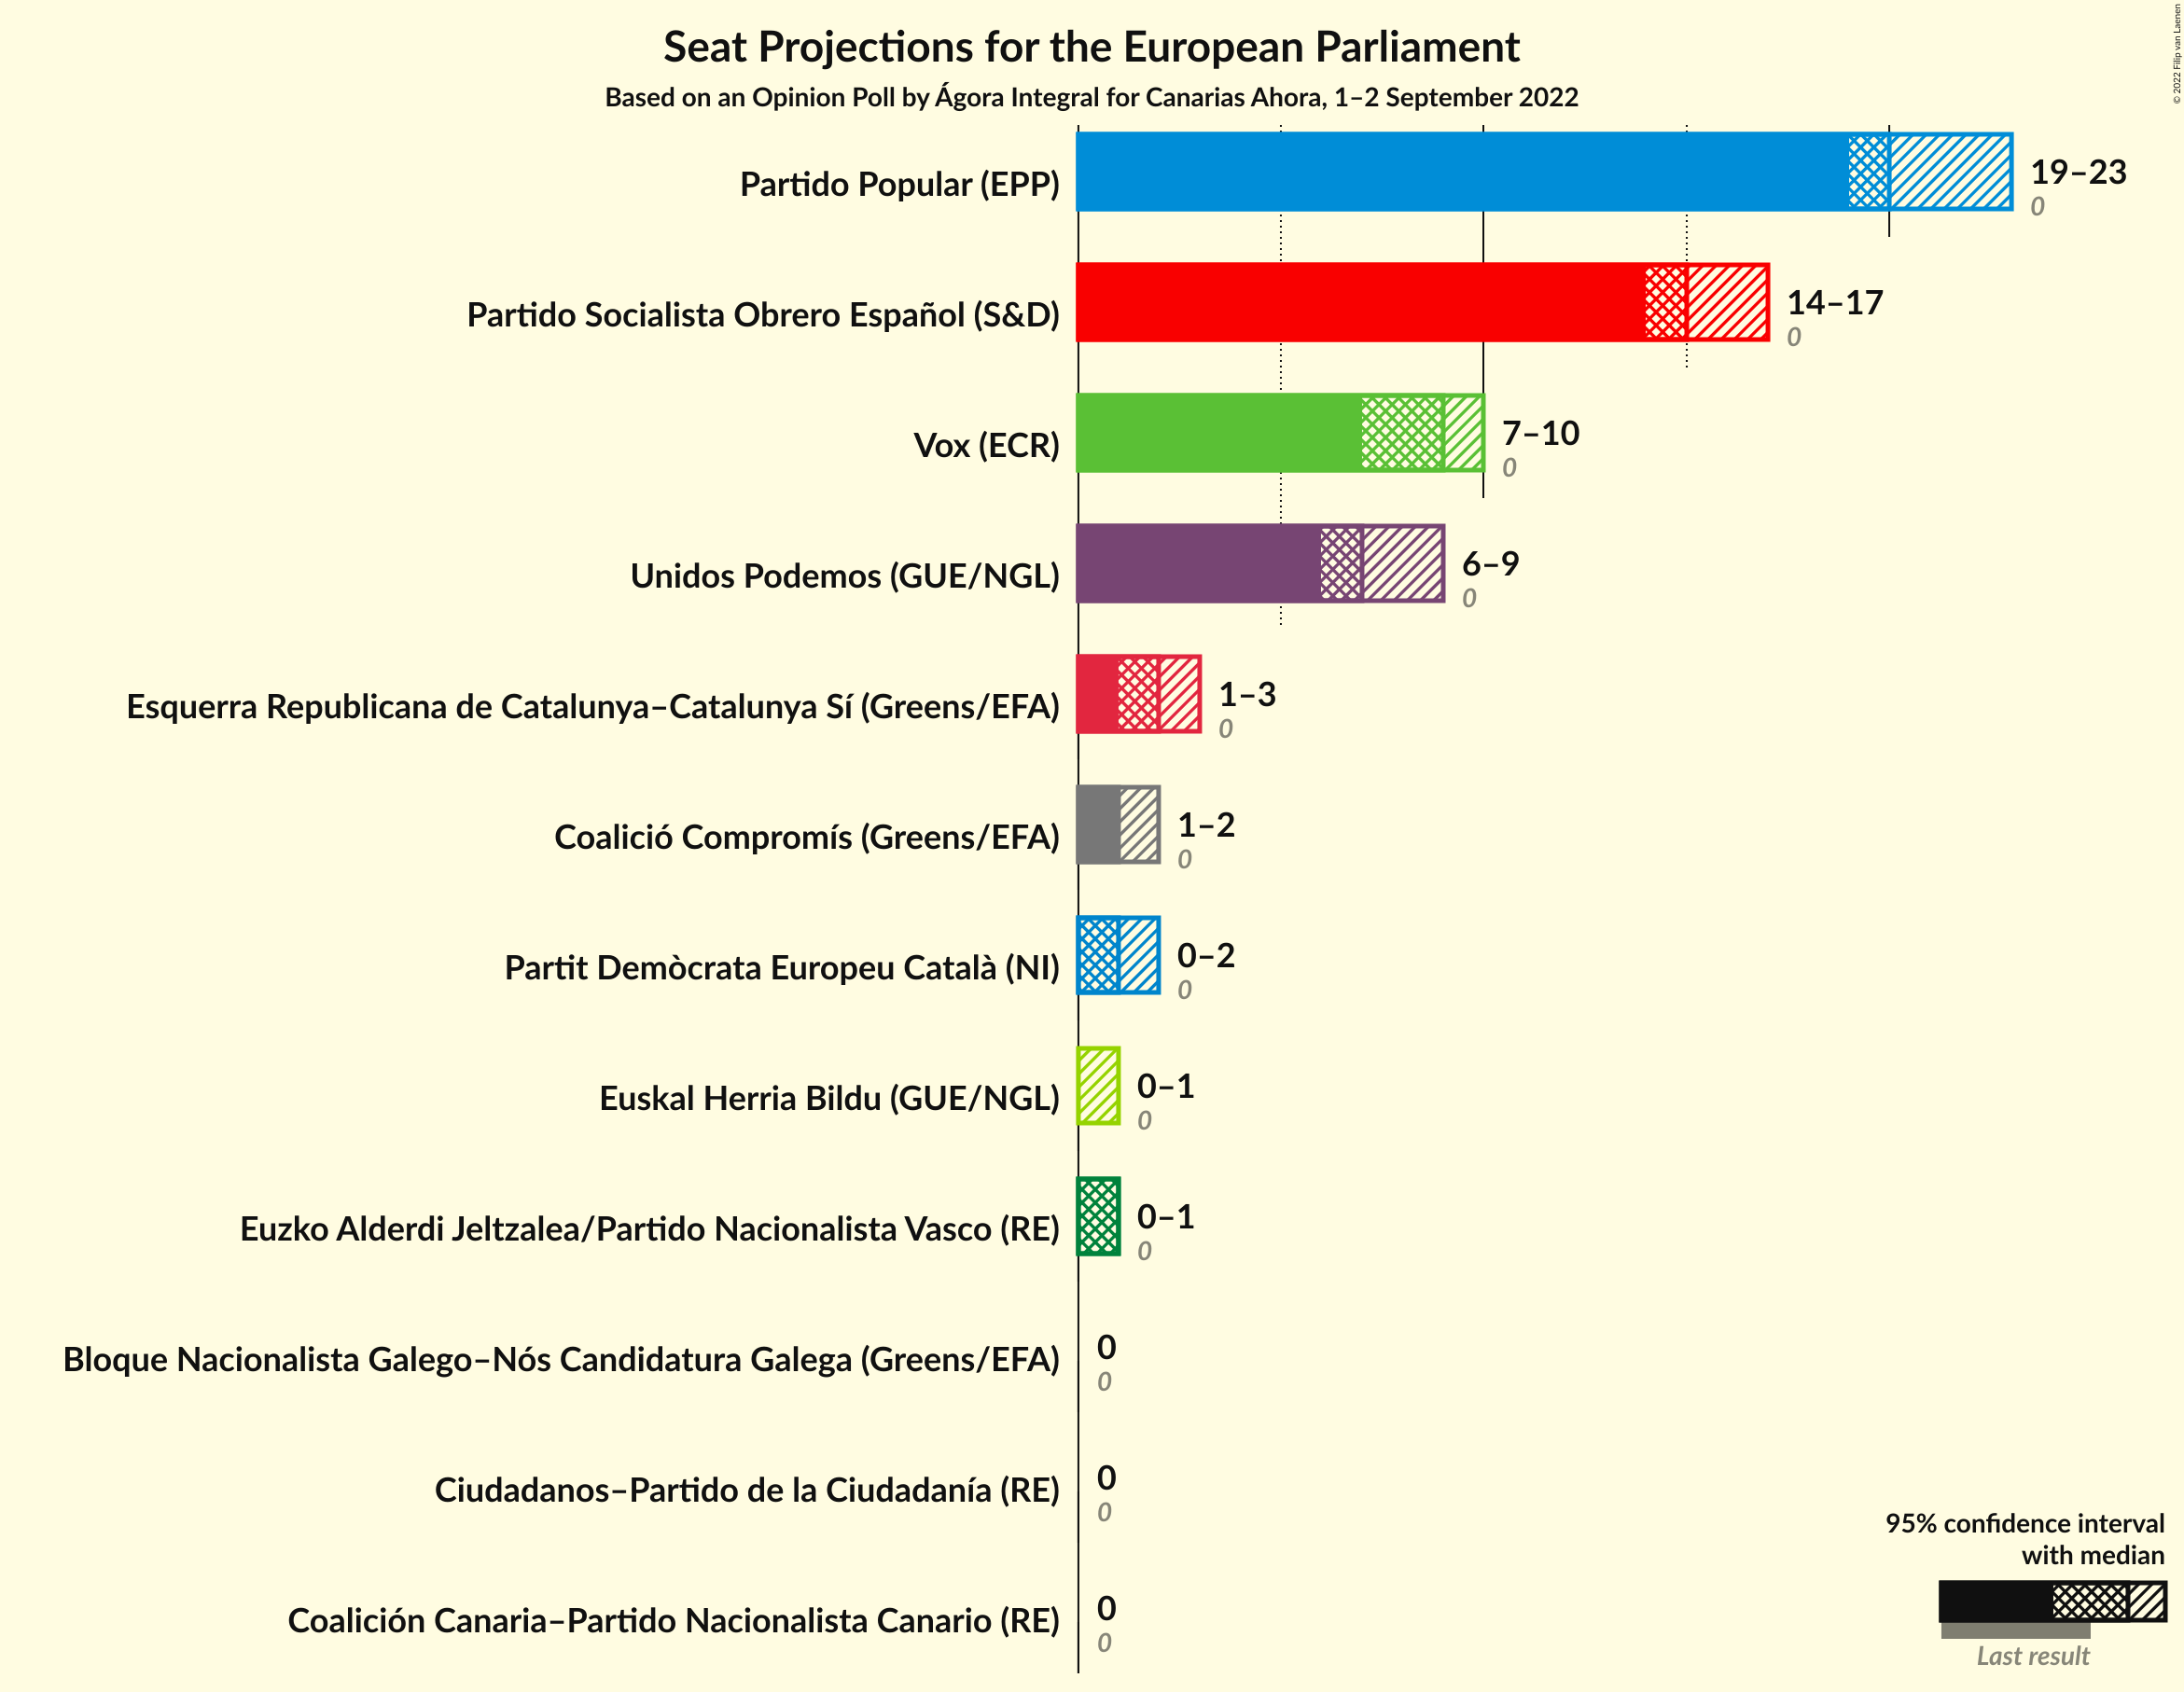 Seat Projections for the European Parliament
Based on an Opinion Poll by Ágora Integral for Canarias Ahora, 1–2 September 2022
© 2022 Filip van Laenen
Partido Popular (EPP)
19–23
0
Partido Socialista Obrero Español (S&D)
14–17
0
Vox (ECR)
7–10
0
Unidos Podemos (GUE/NGL)
6–9
0
Esquerra Republicana de Catalunya–Catalunya Sí (Greens/EFA)
1–3
0
Coalició Compromís (Greens/EFA)
1–2
0
Partit Demòcrata Europeu Català (NI)
0–2
0
Euskal Herria Bildu (GUE/NGL)
0–1
0
Euzko Alderdi Jeltzalea/Partido Nacionalista Vasco (RE)
0–1
0
Bloque Nacionalista Galego–Nós Candidatura Galega (Greens/EFA)
0
0
Ciudadanos–Partido de la Ciudadanía (RE)
0
0
Coalición Canaria–Partido Nacionalista Canario (RE)
0
0
95% confidence interval
with median
Last result